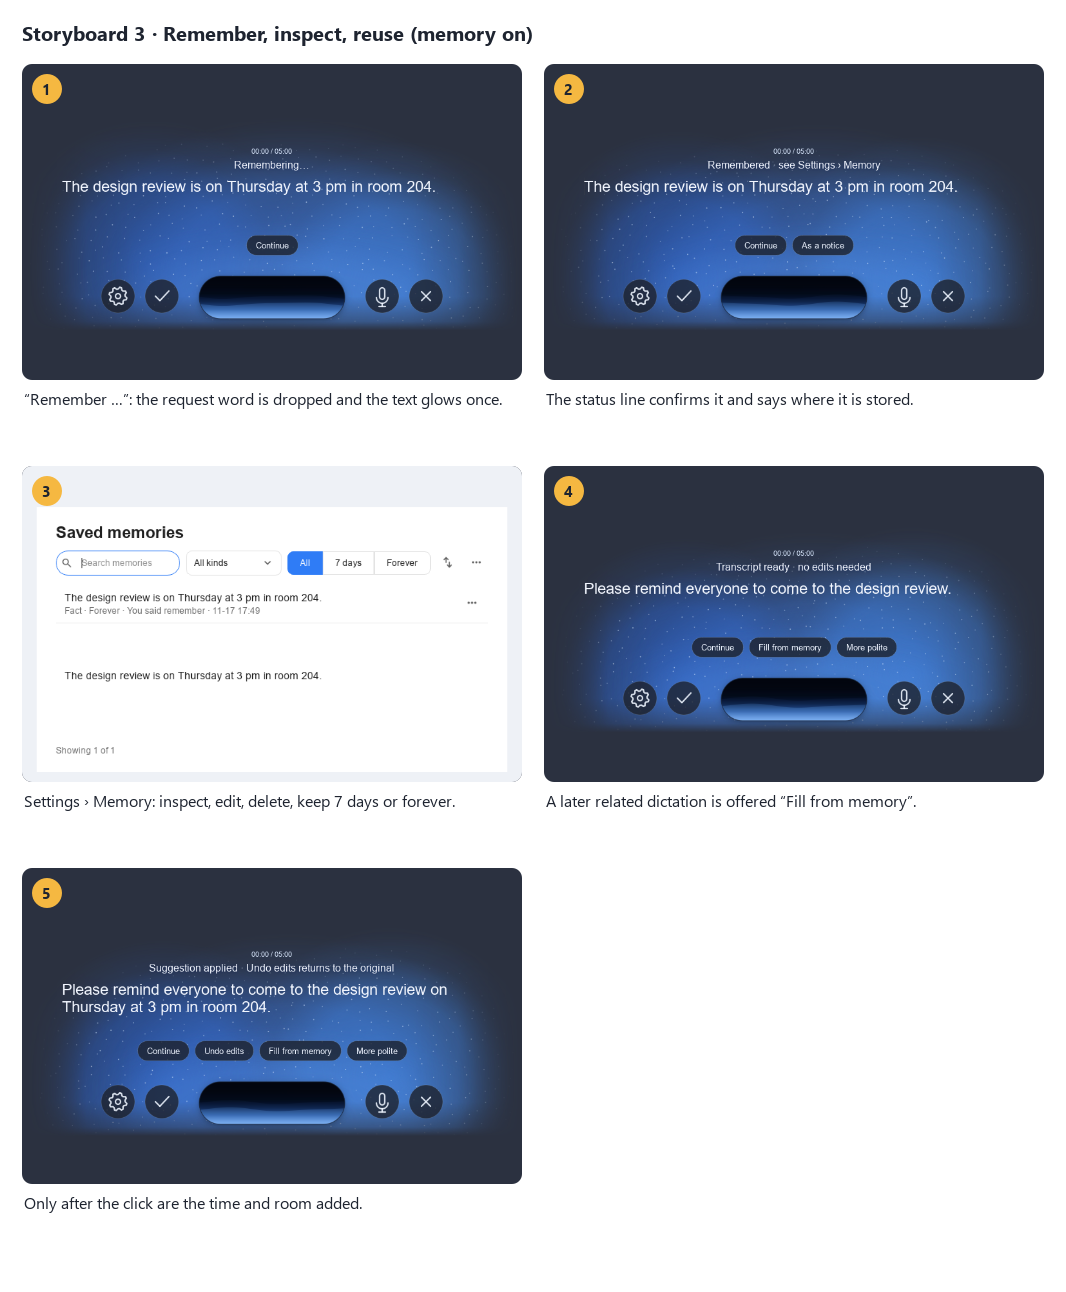 Storyboard 3 · Remember, inspect, reuse (memory on)
1
00:00 / 05:00
Remembering...
The design review is on Thursday at 3 pm in room 204.
Continue
“Remember ...”: the request word is dropped and the text glows once.
2
00:00 / 05:00
Remembered · see Settings › Memory
The design review is on Thursday at 3 pm in room 204.
Continue
As a notice
The status line confirms it and says where it is stored.
3
Saved memories
Search memories
All kinds
All
7 days
Forever
The design review is on Thursday at 3 pm in room 204.
Fact · Forever · You said remember · 11-17 17:49
The design review is on Thursday at 3 pm in room 204.
Showing 1 of 1
Settings › Memory: inspect, edit, delete, keep 7 days or forever.
4
00:00 / 05:00
Transcript ready · no edits needed
Please remind everyone to come to the design review.
Continue
Fill from memory
More polite
A later related dictation is offered “Fill from memory”.
5
00:00 / 05:00
Suggestion applied · Undo edits returns to the original
Please remind everyone to come to the design review on
Thursday at 3 pm in room 204.
Continue
Undo edits
Fill from memory
More polite
Only after the click are the time and room added.